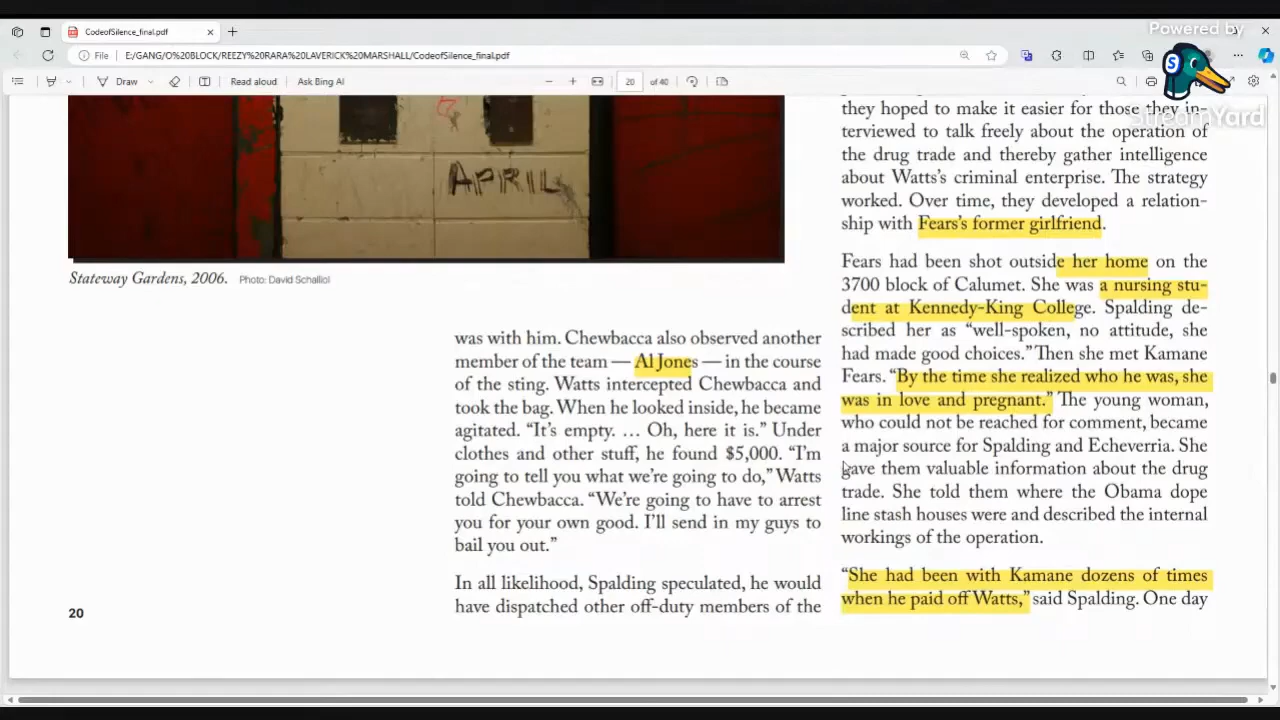 Powered by
StreamYard
CodeofSilence_final.pdf
File
E:/GANG/O%20BLOCK/REEZY%20RARA%20LAVERICK%20MARSHALL/CodeofSilence_final.pdf
Draw
Read aloud
Ask Bing AI
20
of 40
APRIL
Stateway Gardens, 2006. Photo: David Schalliol
was with him. Chewbacca also observed another
member of the team — Al Jones — in the course
of the sting. Watts intercepted Chewbacca and
took the bag. When he looked inside, he became
agitated. “It’s empty. … Oh, here it is.” Under
clothes and other stuff, he found $5,000. “I’m
going to tell you what we’re going to do,” Watts
told Chewbacca. “We’re going to have to arrest
you for your own good. I’ll send in my guys to
bail you out.”
In all likelihood, Spalding speculated, he would
have dispatched other off-duty members of the
20
they hoped to make it easier for those they in-
terviewed to talk freely about the operation of
the drug trade and thereby gather intelligence
about Watts’s criminal enterprise. The strategy
worked. Over time, they developed a relation-
ship with Fears’s former girlfriend.
Fears had been shot outside her home on the
3700 block of Calumet. She was a nursing stu-
dent at Kennedy-King College. Spalding de-
scribed her as “well-spoken, no attitude, she
had made good choices.” Then she met Kamane
Fears. “By the time she realized who he was, she
was in love and pregnant.” The young woman,
who could not be reached for comment, became
a major source for Spalding and Echeverria. She
gave them valuable information about the drug
trade. She told them where the Obama dope
line stash houses were and described the internal
workings of the operation.
“She had been with Kamane dozens of times
when he paid off Watts,” said Spalding. One day